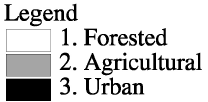 Legend
1. Forested
2. Agricultural
3. Urban